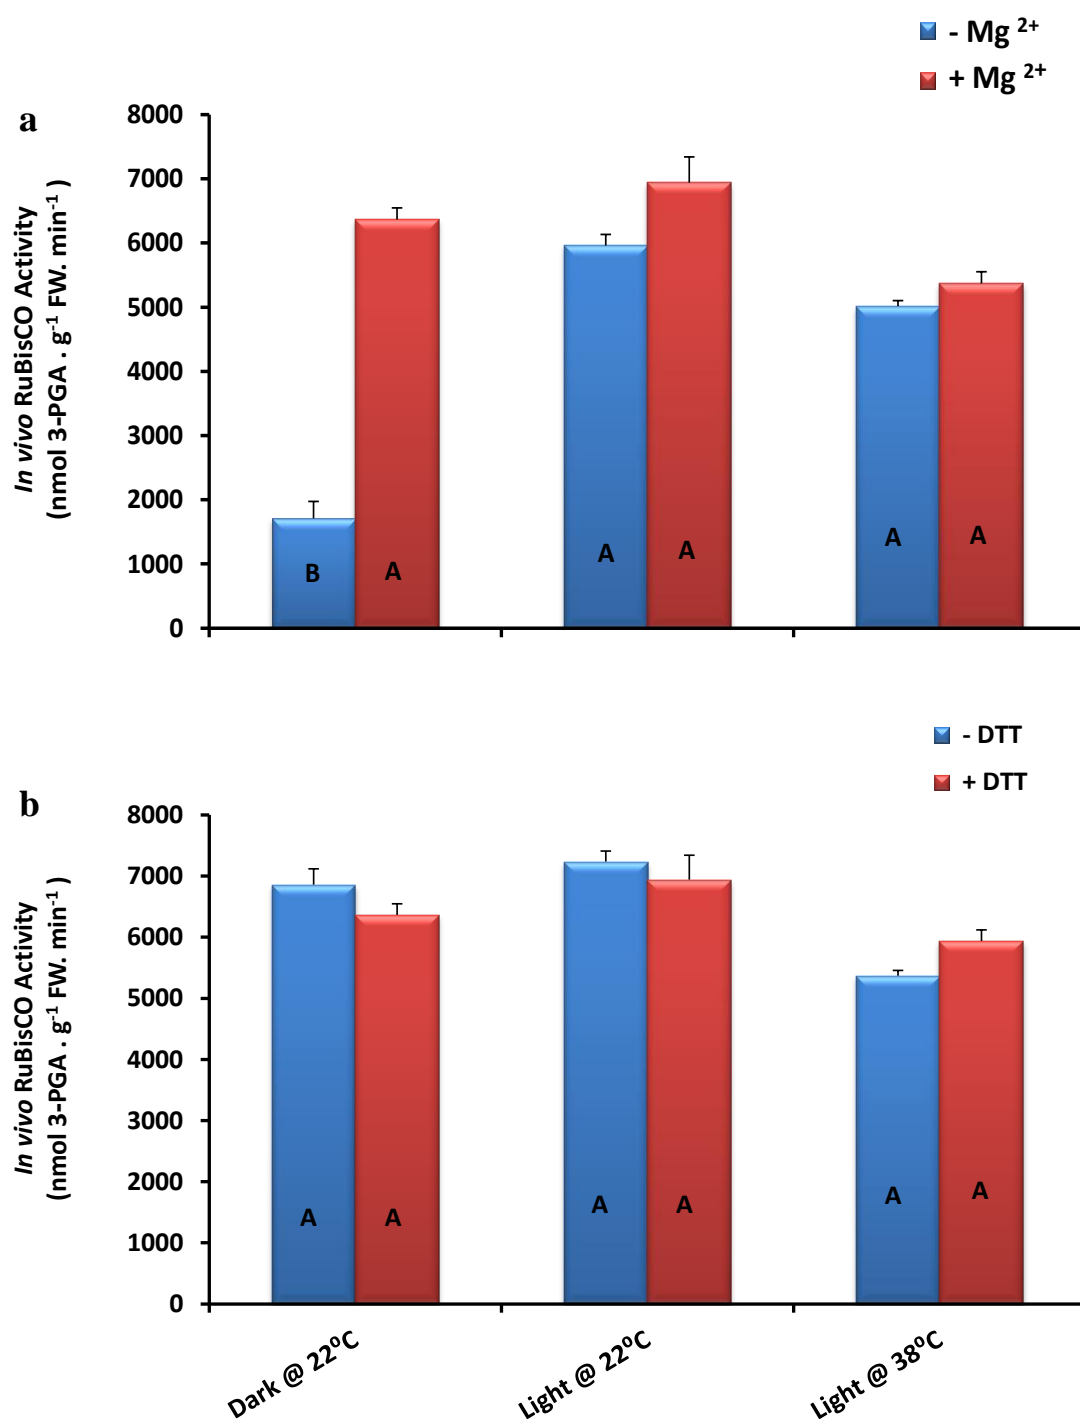 - Mg 2+
+ Mg 2+
a
In vivo RuBisCO Activity
(nmol 3-PGA . g-1 FW. min-1 )
8000
7000
6000
5000
4000
3000
2000
1000
0
B
A
A
A
A
A
- DTT
+ DTT
b
In vivo RuBisCO Activity
(nmol 3-PGA . g-1 FW. min-1 )
8000
7000
6000
5000
4000
3000
2000
1000
0
A
A
A
A
A
A
Dark @ 22ºC
Light @ 22ºC
Light @ 38ºC